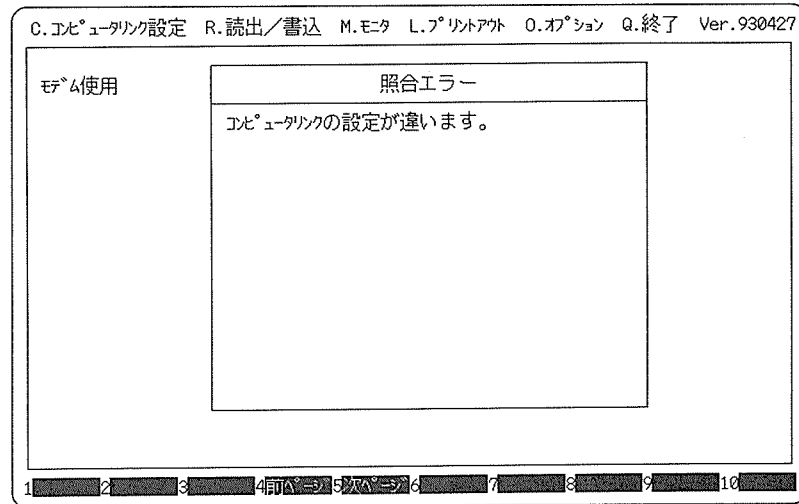 C.ｺﾝﾋﾟｭｰﾀﾘﾝｸ設定 R.読出／書込 M.ﾓﾆﾀ L.ﾌﾟﾘﾝﾄｱｳﾄ O.ｵﾌﾟｼｮﾝ Q.終了 Ver.930427
ﾓﾃﾞﾑ使用
照合エラー
ｺﾝﾋﾟｭｰﾀﾘﾝｸの設定が違います。
1 2 3 4前ﾍﾟｰｼﾞ 5次ﾍﾟｰｼﾞ 6 7 8 9 10